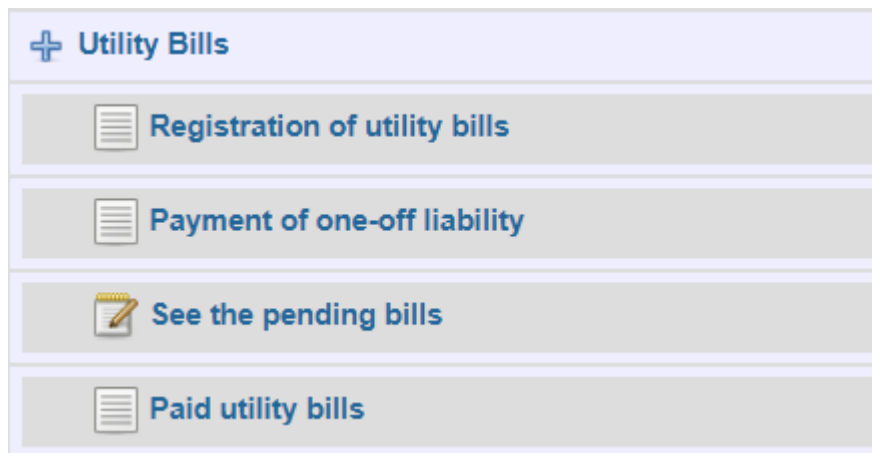 Utility Bills
Registration of utility bills
Payment of one-off liability
See the pending bills
Paid utility bills